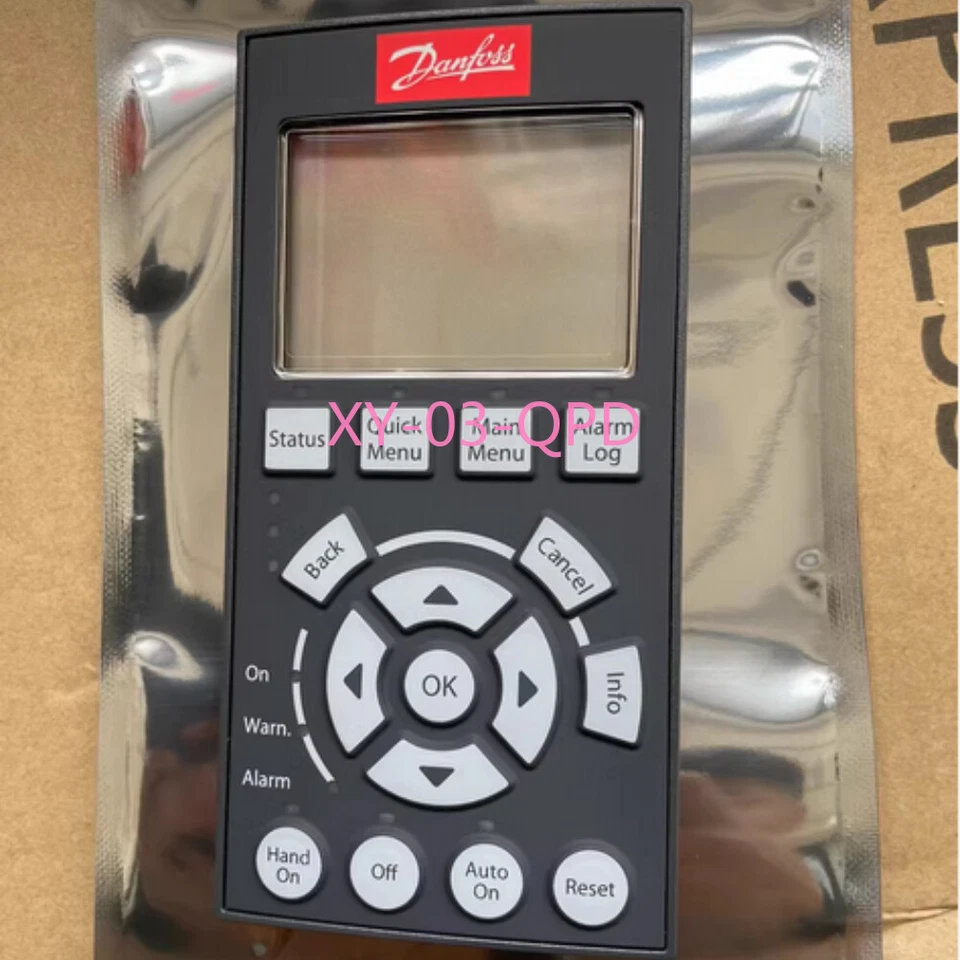 Danfoss
XY-03-QPD
Status
Quick
Menu
Main
Menu
Alarm
Log
Back
Cancel
OK
Info
On
Warn.
Alarm
Hand
On
Off
Auto
On
Reset